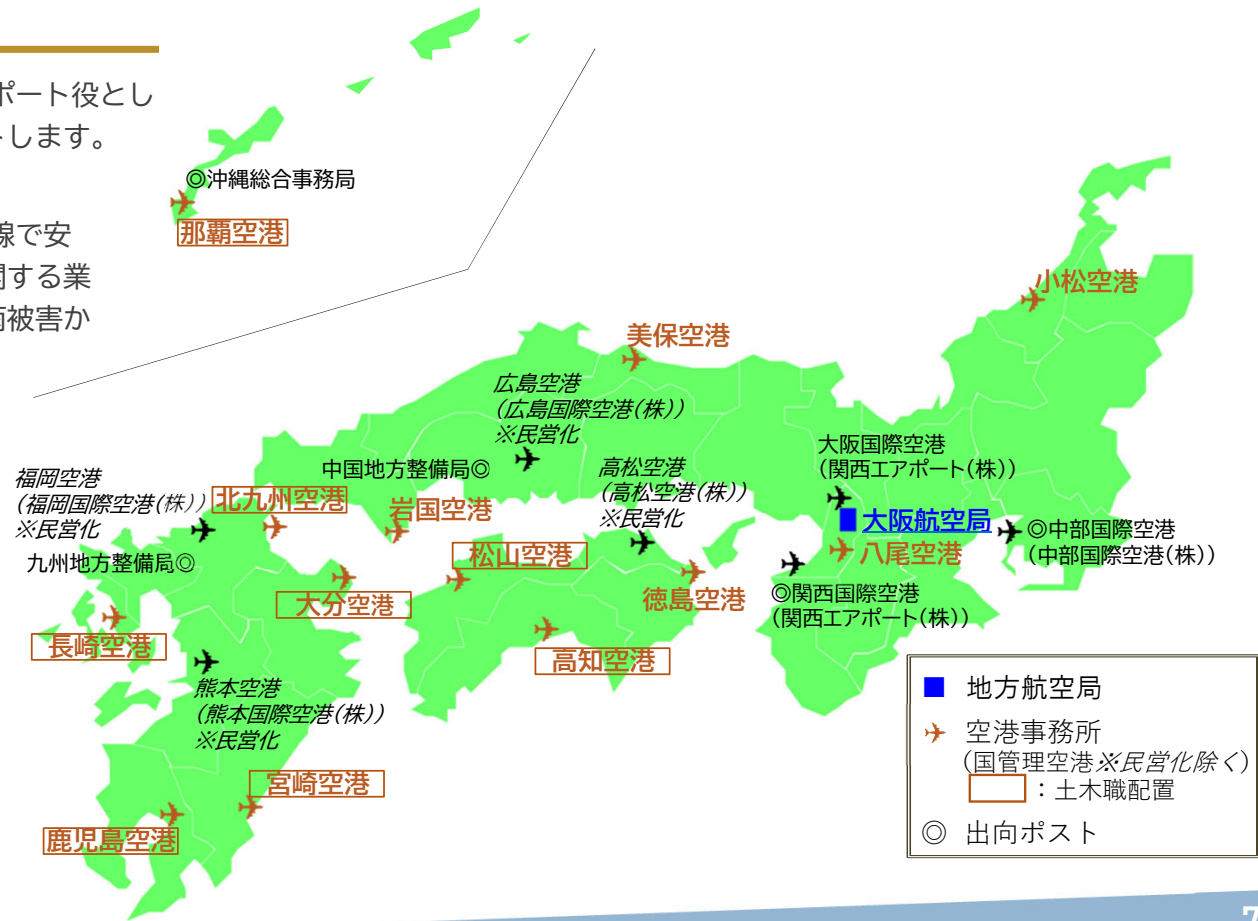 ポート役とし
トします。
線で安
関する業
雨被害か
◎沖縄総合事務局
那覇空港
小松空港
美保空港
広島空港
(広島国際空港(株))
※民営化
中国地方整備局◎
高松空港
(高松空港(株))
※民営化
大阪国際空港
(関西エアポート(株))
福岡空港
(福岡国際空港(株))
※民営化
北九州空港
岩国空港
大阪航空局
◎中部国際空港
(中部国際空港(株))
九州地方整備局◎
松山空港
八尾空港
大分空港
徳島空港
◎関西国際空港
(関西エアポート(株))
長崎空港
高知空港
熊本空港
(熊本国際空港(株))
※民営化
宮崎空港
鹿児島空港
地方航空局
空港事務所
(国管理空港※民営化除く)
：土木職配置
◎ 出向ポスト